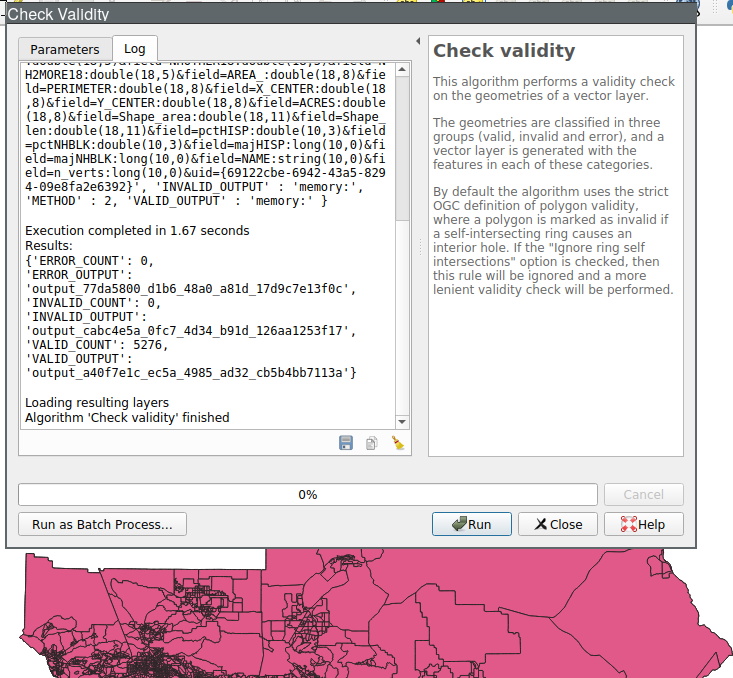 Check Validity
Parameters
Log
H2MORE18:double(18,5)&field=AREA_:double(18,8)&fie
ld=PERIMETER:double(18,8)&field=X_CENTER:double(18
,8)&field=Y_CENTER:double(18,8)&field=ACRES:double
(18,8)&field=Shape_area:double(18,11)&field=Shape_
len:double(18,11)&field=pctHISP:double(10,3)&field
=pctNHBLK:double(10,3)&field=majHISP:long(10,0)&fi
eld=majNHBLK:long(10,0)&field=NAME:string(10,0)&fi
eld=n_verts:long(10,0)&uid={69122cbe-6942-43a5-829
4-09e8fa2e6392}', 'INVALID_OUTPUT' : 'memory:',
'METHOD' : 2, 'VALID_OUTPUT' : 'memory:' }
Execution completed in 1.67 seconds
Results:
{'ERROR_COUNT': 0,
'ERROR_OUTPUT':
'output_77da5800_d1b6_48a0_a81d_17d9c7e13f0c',
'INVALID_COUNT': 0,
'INVALID_OUTPUT':
'output_cabc4e5a_0fc7_4d34_b91d_126aa1253f17',
'VALID_COUNT': 5276,
'VALID_OUTPUT':
'output_a40f7e1c_ec5a_4985_ad32_cb5b4bb7113a'}
Loading resulting layers
Algorithm 'Check validity' finished
Check validity
This algorithm performs a validity check
on the geometries of a vector layer.
The geometries are classified in three
groups (valid, invalid and error), and a
vector layer is generated with the
features in each of these categories.
By default the algorithm uses the strict
OGC definition of polygon validity,
where a polygon is marked as invalid if
a self-intersecting ring causes an
interior hole. If the "Ignore ring self
intersections" option is checked, then
this rule will be ignored and a more
lenient validity check will be performed.
0%
Cancel
Run as Batch Process...
Run
Close
Help